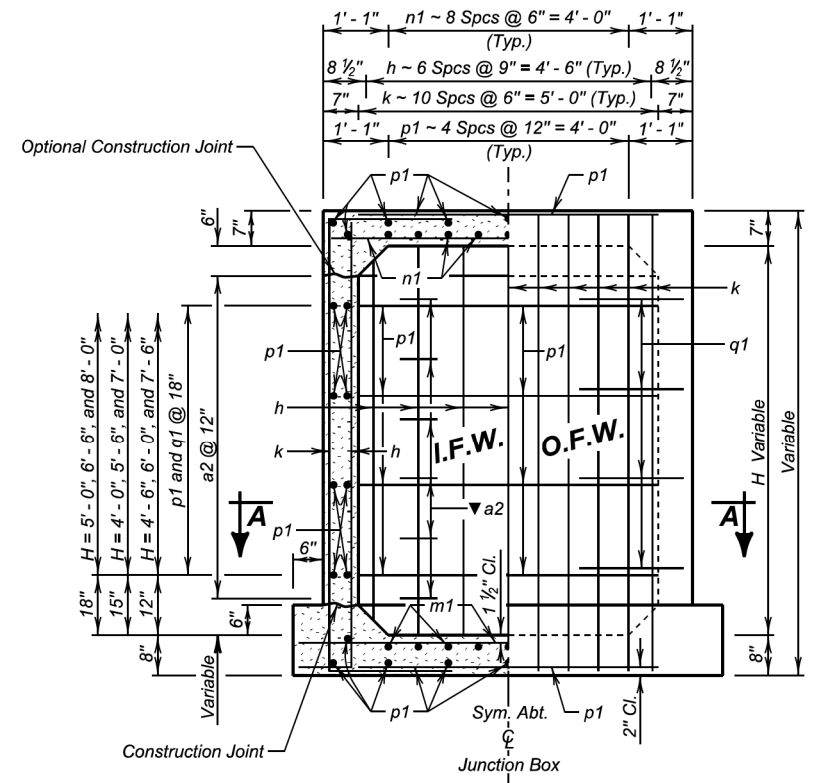 1' - 1" n1 ~ 8 Spcs @ 6" = 4' - 0" 1' - 1"
(Typ.)
8 ½" h ~ 6 Spcs @ 9" = 4' - 6" (Typ.) 8 ½"
7" k ~ 10 Spcs @ 6" = 5' - 0" (Typ.) 7"
1' - 1" p1 ~ 4 Spcs @ 12" = 4' - 0" 1' - 1"
(Typ.)
Optional Construction Joint
p1
p1
6"
7"
7"
n1
k
p1
p1
p1
q1
h
k
h
I.F.W.
O.F.W.
a2
p1
H = 5' - 0", 6' - 6", and 8' - 0"
H = 4' - 0", 5' - 6", and 7' - 0"
H = 4' - 6", 6' - 0", and 7' - 6"
p1 and q1 @ 18"
a2 @ 12"
H Variable
Variable
A
A
6"
18"
15"
12"
6"
m1
1 ½" Cl.
8"
Variable
8"
p1
Sym. Abt.
p1
2" Cl.
℄
Construction Joint
Junction Box